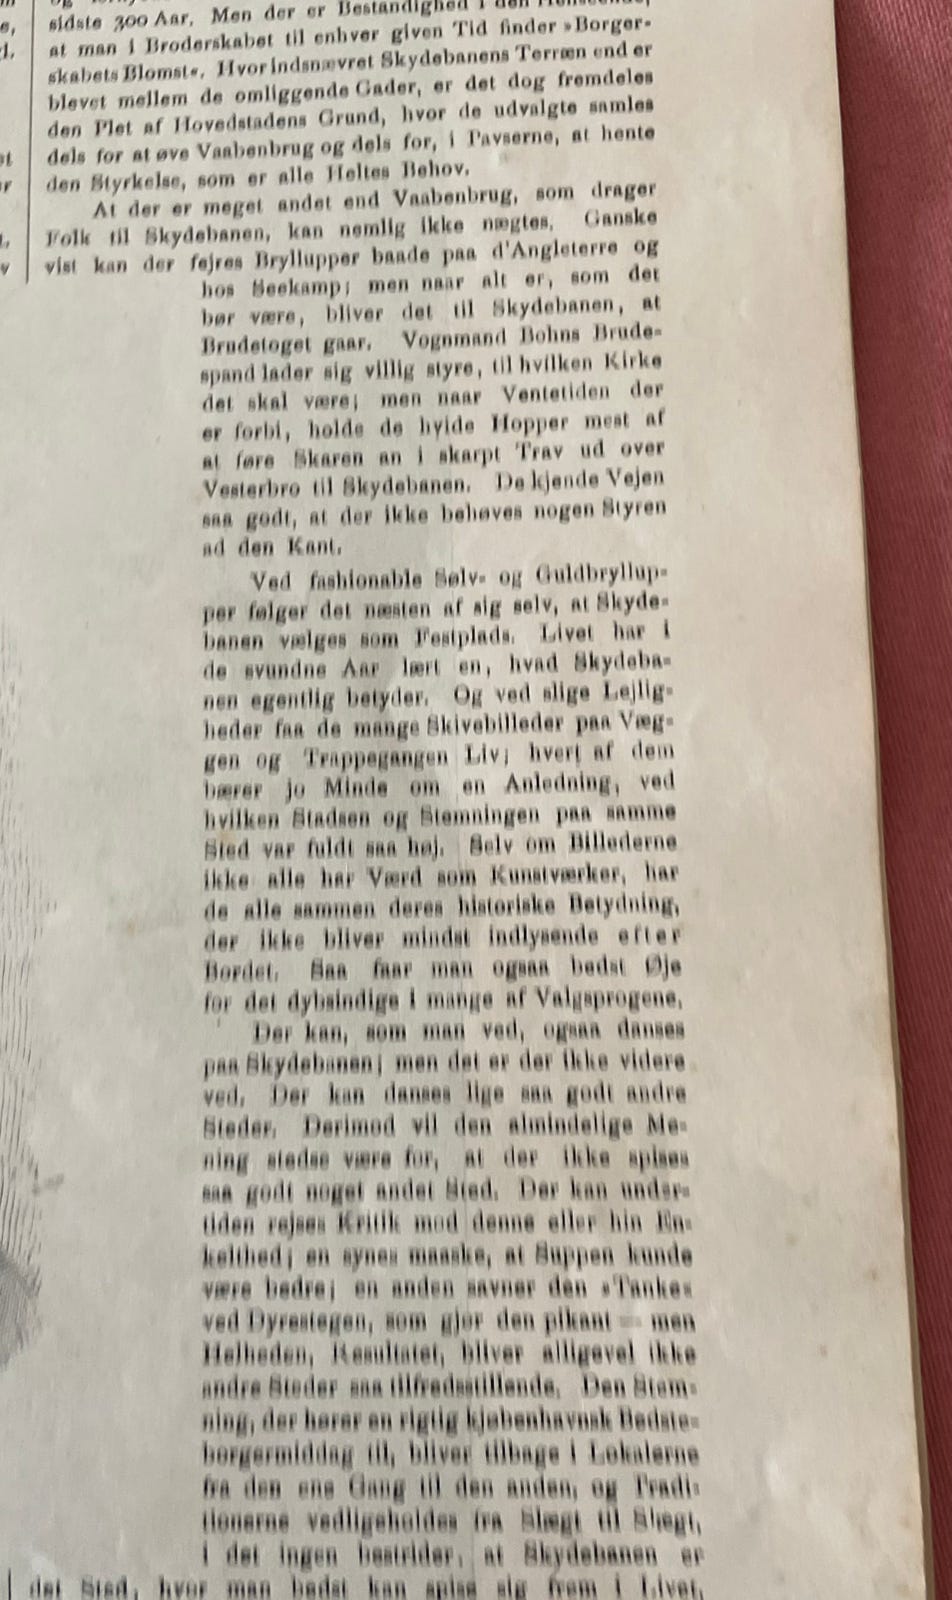 sidste 300 Aar. Men der er Bestandighed i den
at man i Broderskabet til enhver given Tid finder »Borger-
skabets Blomst«. Hvor indsnævret Skydebanens Terræn end er
blevet mellem de omliggende Gader, er det dog fremdeles
den Plet af Hovedstadens Grund, hvor de udvalgte samles
dels for at øve Vaabenbrug og dels for, i Pavserne, at hente
den Styrkelse, som er alle Heltes Behov.
At der er meget andet end Vaabenbrug, som drager
Folk til Skydebanen, kan nemlig ikke nægtes. Ganske
vist kan der fejres Bryllupper baade paa d'Angleterre og
hos Seekamp; men naar alt er, som det
bør være, bliver det til Skydebanen, at
Brudetoget gaar. Vognmand Bohns Brude-
spand lader sig villig styre, til hvilken Kirke
det skal være; men naar Ventetiden der
er forbi, holde de hvide Hopper mest af
at føre Skaren an i skarpt Trav ud over
Vesterbro til Skydebanen. De kjende Vejen
saa godt, at der ikke behøves nogen Styren
ad den Kant.
Ved fashionable Sølv- og Guldbryllup-
per følger det næsten af sig selv, at Skyde-
banen vælges som Festplads. Livet har i
de svundne Aar lært en, hvad Skydeba-
nen egentlig betyder. Og ved slige Lejlig-
heder faa de mange Skivebilleder paa Væg-
gen og Trappegangen Liv; hvert af dem
bærer jo Minde om en Anledning, ved
hvilken Stadsen og Stemningen paa samme
Sted var fuldt saa høj. Selv om Billederne
ikke alle har Værd som Kunstværker, har
de alle sammen deres historiske Betydning,
der ikke bliver mindst indlysende efter
Bordet. Saa faar man ogsaa bedst Øje
for det dybsindige i mange af Valgsprogene.
Der kan, som man ved, ogsaa danses
paa Skydebanen; men det er der ikke videre
ved. Der kan danses lige saa godt andre
Steder. Derimod vil den almindelige Me-
ning stedse være for, at der ikke spises
saa godt noget andet Sted. Der kan under-
tiden rejses Kritik mod denne eller hin En-
kelthed; en synes maaske, at Suppen kunde
være bedre; en anden savner den »Tanke«
ved Dyrestegen, som gjør den pikant — men
Helheden, Resultatet, bliver alligevel ikke
andre Steder saa tilfredsstillende. Den Stem-
ning, der hører en rigtig kjøbenhavnsk Bedste-
borgermiddag til, bliver tilbage i Lokalerne
fra den ene Gang til den anden, og Tradi-
tionerne vedligeholdes fra Slægt til Slægt,
i det ingen bestrider, at Skydebanen er
det Sted, hvor man bedst kan spise sig frem i Livet.